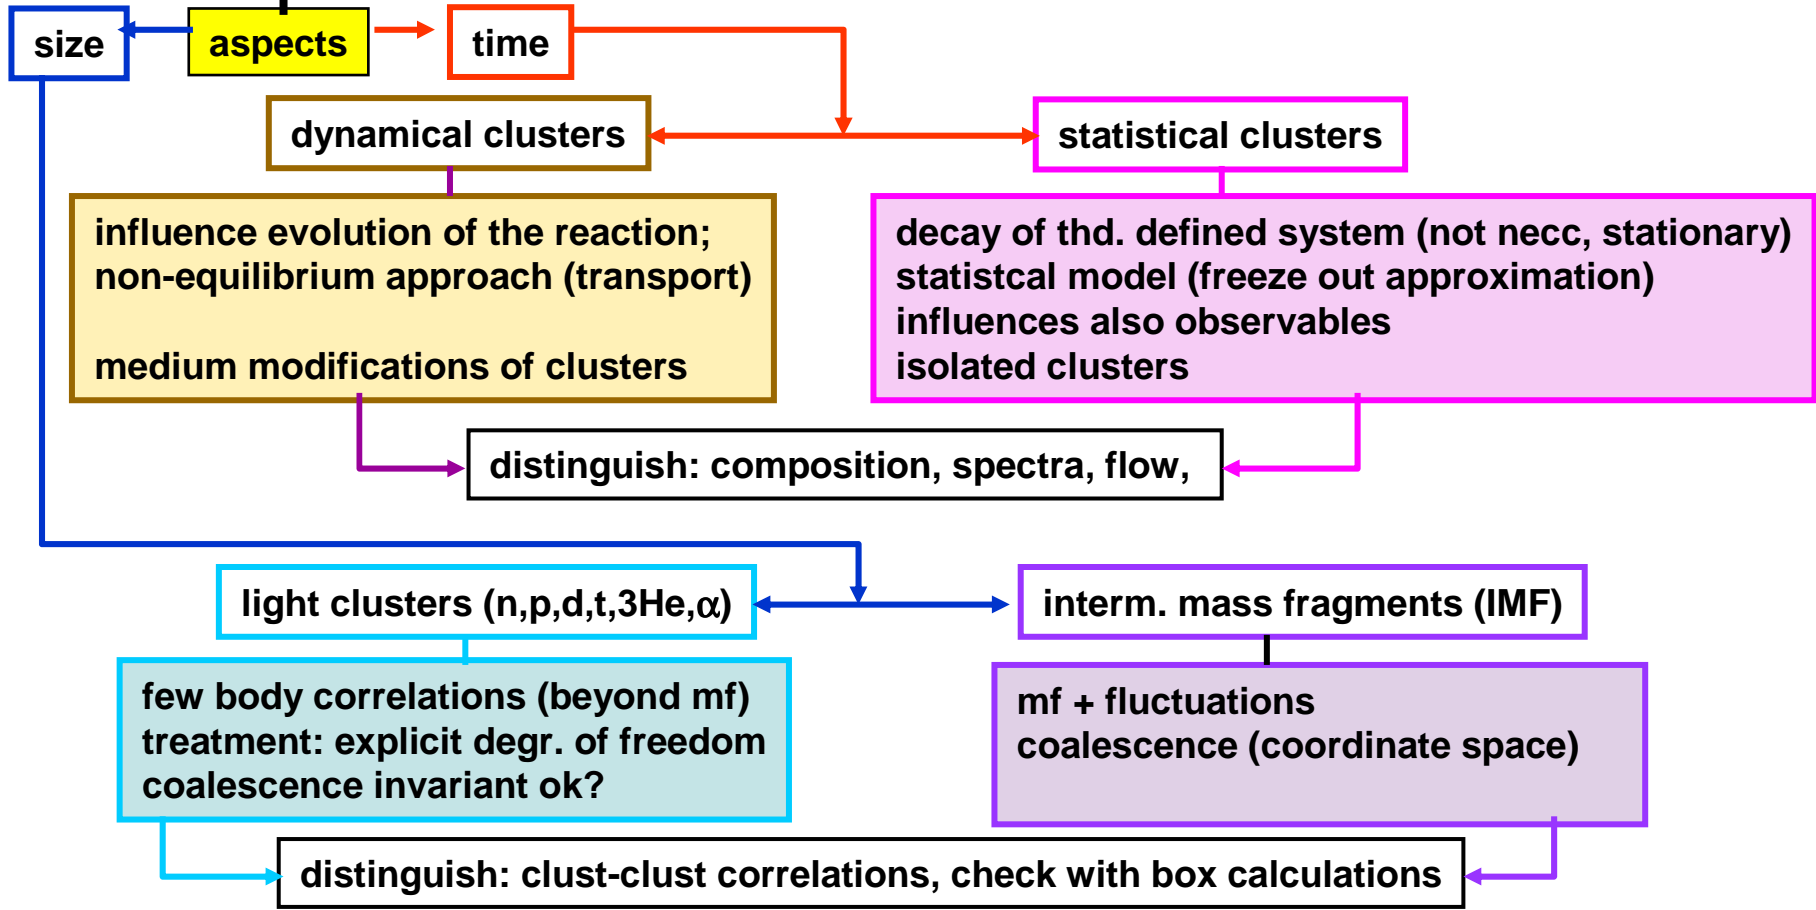 size
aspects
time
dynamical clusters
statistical clusters
influence evolution of the reaction;
non-equilibrium approach (transport)
medium modifications of clusters
decay of thd. defined system (not necc, stationary)
statistcal model (freeze out approximation)
influences also observables
isolated clusters
distinguish: composition, spectra, flow,
light clusters (n,p,d,t,3He,α)
interm. mass fragments (IMF)
few body correlations (beyond mf)
treatment: explicit degr. of freedom
coalescence invariant ok?
mf + fluctuations
coalescence (coordinate space)
distinguish: clust-clust correlations, check with box calculations